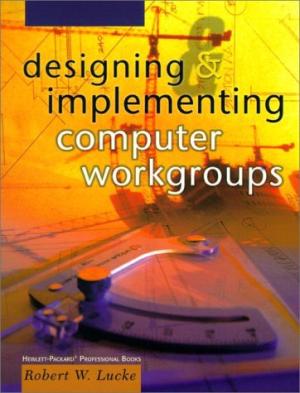 designing &
implementing
computer
workgroups
Hewlett-Packard® Professional Books
Robert W. Lucke